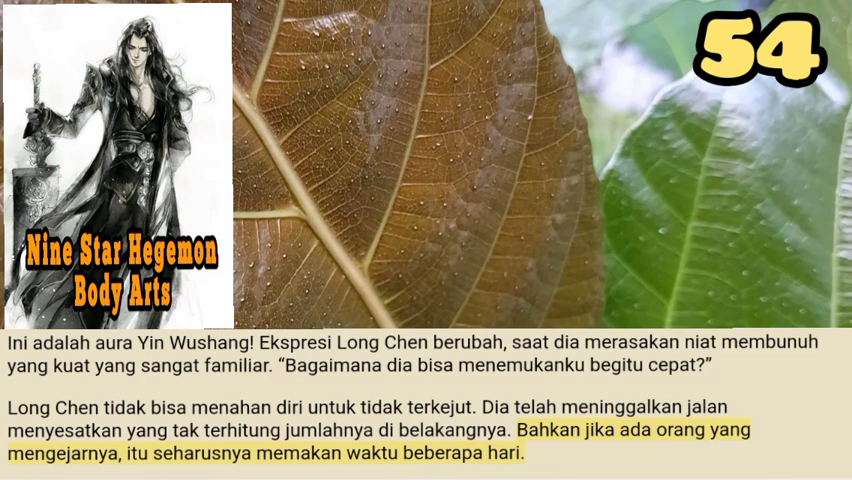 54
Nine Star Hegemon
Body Arts
Ini adalah aura Yin Wushang! Ekspresi Long Chen berubah, saat dia merasakan niat membunuh
yang kuat yang sangat familiar. “Bagaimana dia bisa menemukanku begitu cepat?”
Long Chen tidak bisa menahan diri untuk tidak terkejut. Dia telah meninggalkan jalan
menyesatkan yang tak terhitung jumlahnya di belakangnya. Bahkan jika ada orang yang
mengejarnya, itu seharusnya memakan waktu beberapa hari.